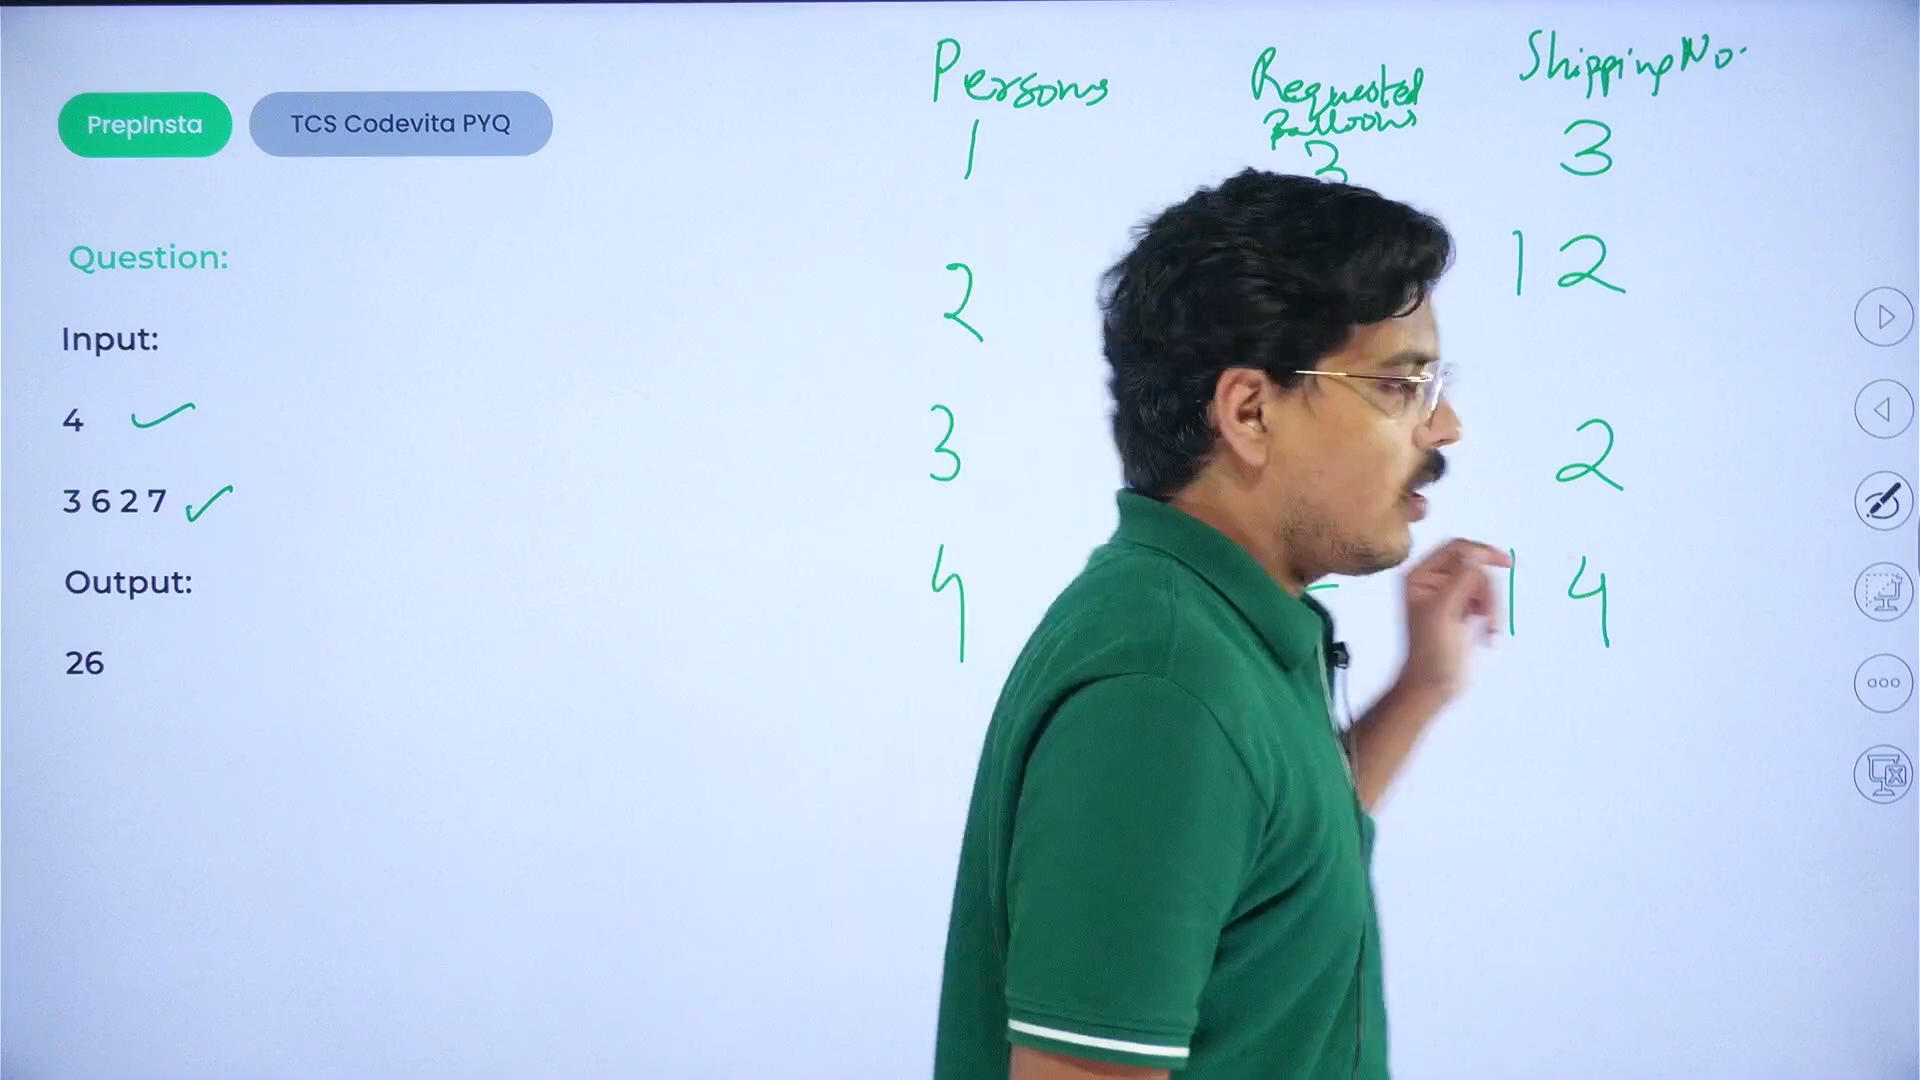 PrepInsta TCS Codevita PYQ
Question:
Input:
4
3 6 2 7
Output:
26
Persons Requested Balloons Shipping No.
1 3 3
2 12
3 2
4 14